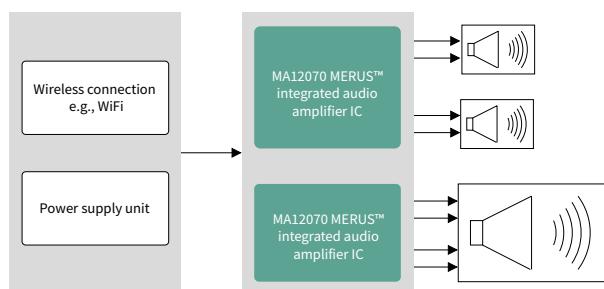 Wireless connection
e.g., WiFi
Power supply unit
MA12070 MERUS™
integrated audio
amplifier IC
MA12070 MERUS™
integrated audio
amplifier IC